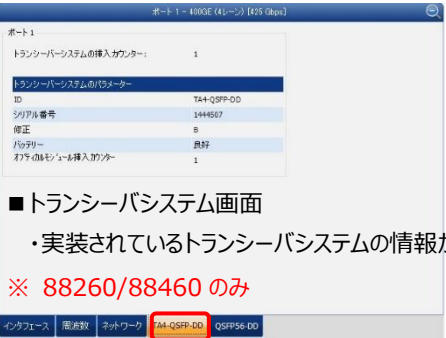 ポート 1 - 400GE (4レーン) [425 Gbps]
ポート 1
トランシーバーシステムの挿入カウンター: 1
トランシーバーシステムのパラメーター
ID TA4-QSFP-DD
シリアル番号 1444507
修正 B
バッテリー 良好
オプティカルモジュール挿入カウンター 1
■トランシーバシステム画面
・実装されているトランシーバシステムの情報が
※ 88260/88460 のみ
インタフェース 周波数 ネットワーク TA4-QSFP-DD QSFP56-DD